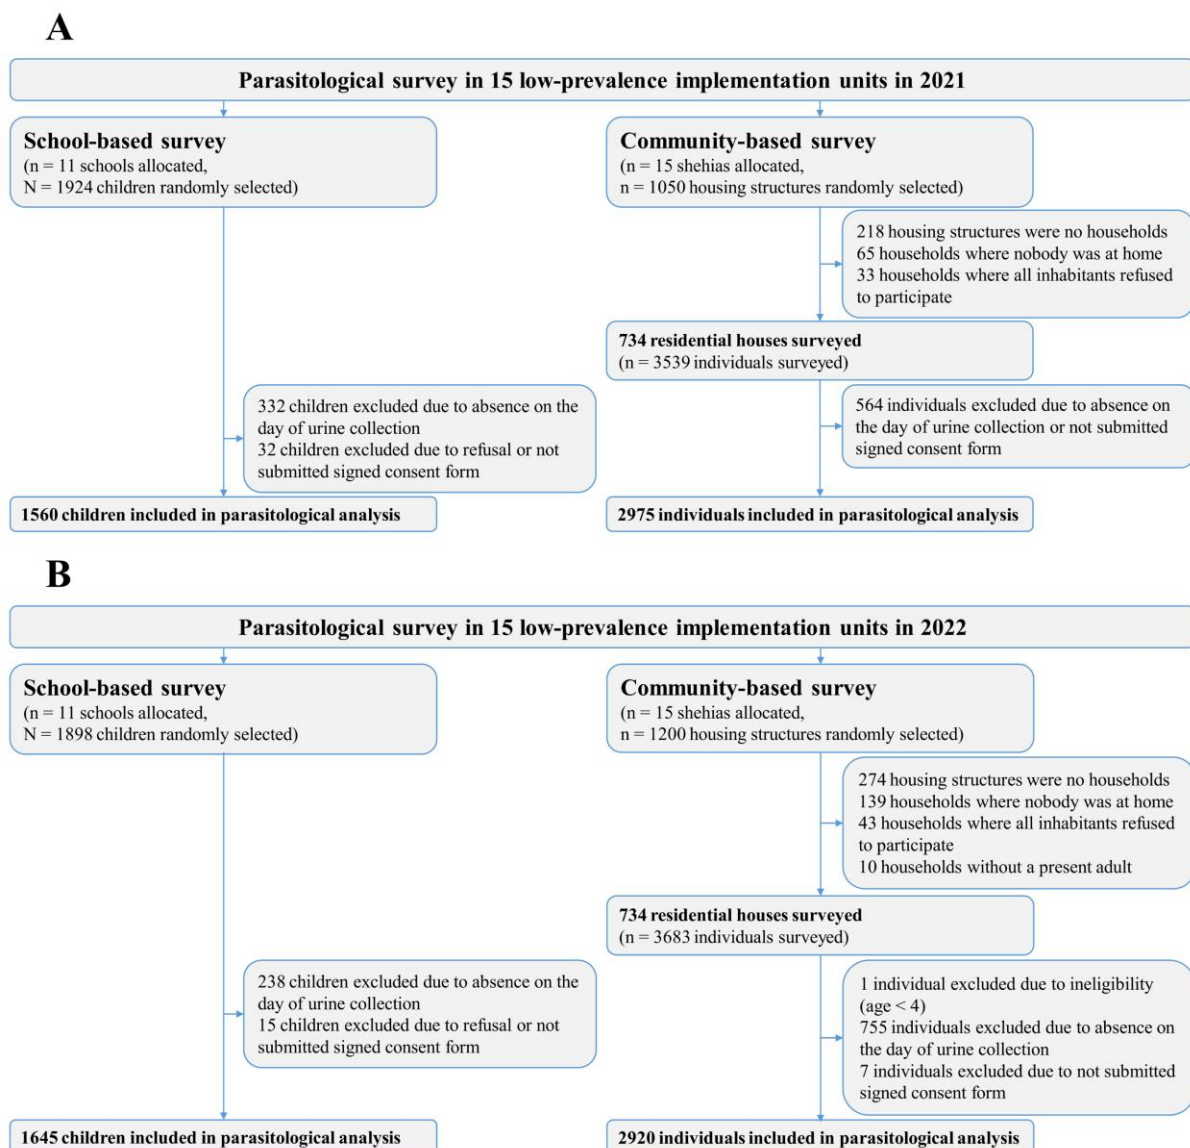 A
Parasitological survey in 15 low-prevalence implementation units in 2021
School-based survey
(n = 11 schools allocated,
N = 1924 children randomly selected)
Community-based survey
(n = 15 shehias allocated,
n = 1050 housing structures randomly selected)
218 housing structures were no households
65 households where nobody was at home
33 households where all inhabitants refused
to participate
734 residential houses surveyed
(n = 3539 individuals surveyed)
332 children excluded due to absence on the
day of urine collection
32 children excluded due to refusal or not
submitted signed consent form
564 individuals excluded due to absence on
the day of urine collection or not submitted
signed consent form
1560 children included in parasitological analysis
2975 individuals included in parasitological analysis
B
Parasitological survey in 15 low-prevalence implementation units in 2022
School-based survey
(n = 11 schools allocated,
N = 1898 children randomly selected)
Community-based survey
(n = 15 shehias allocated,
n = 1200 housing structures randomly selected)
274 housing structures were no households
139 households where nobody was at home
43 households where all inhabitants refused
to participate
10 households without a present adult
734 residential houses surveyed
(n = 3683 individuals surveyed)
238 children excluded due to absence on the
day of urine collection
15 children excluded due to refusal or not
submitted signed consent form
1 individual excluded due to ineligibility
(age < 4)
755 individuals excluded due to absence on
the day of urine collection
7 individuals excluded due to not submitted
signed consent form
1645 children included in parasitological analysis
2920 individuals included in parasitological analysis